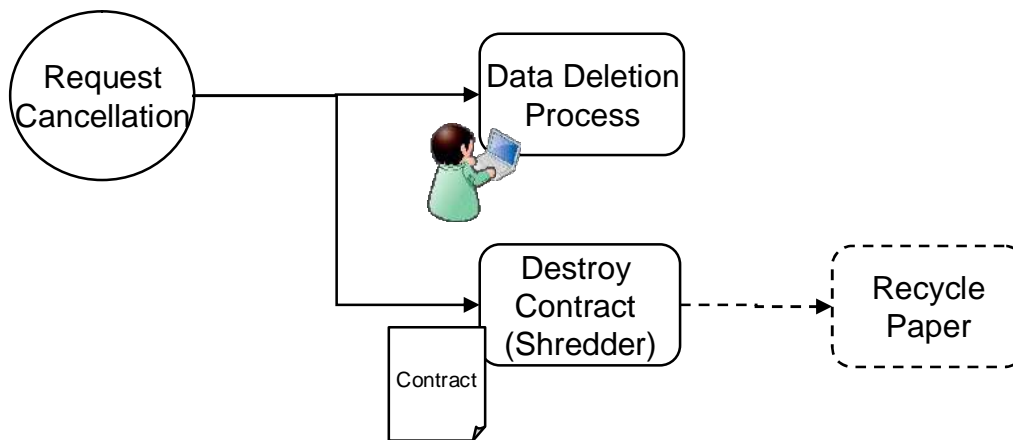 Request
Cancellation
Data Deletion
Process
Destroy
Contract
(Shredder)
Contract
Recycle
Paper